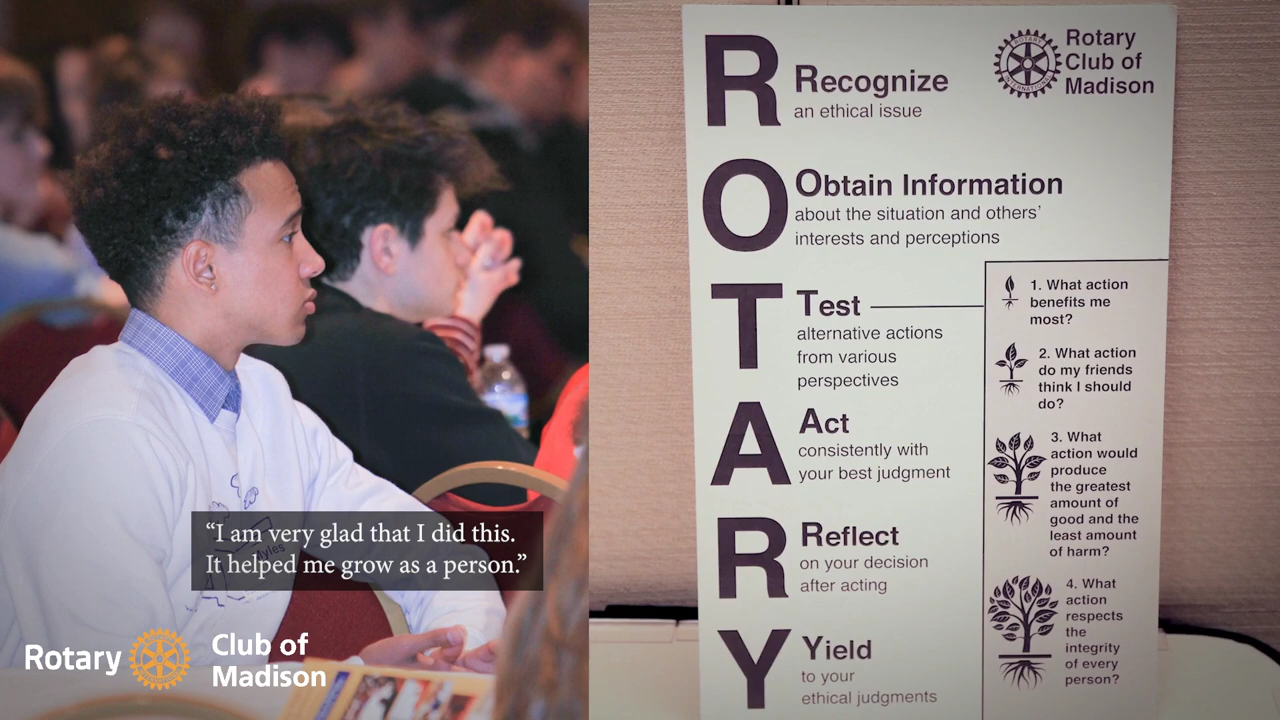 “I am very glad that I did this.
It helped me grow as a person.”
Rotary
Club of
Madison
R
Recognize
an ethical issue
Rotary
Club of
Madison
O
Obtain Information
about the situation and others’
interests and perceptions
T
Test
alternative actions
from various
perspectives
A
Act
consistently with
your best judgment
R
Reflect
on your decision
after acting
Y
Yield
to your
ethical judgments
1. What action
benefits me
most?
2. What action
do my friends
think I should
do?
3. What
action would
produce
the greatest
amount of
good and the
least amount
of harm?
4. What
action
respects
the
integrity
of every
person?